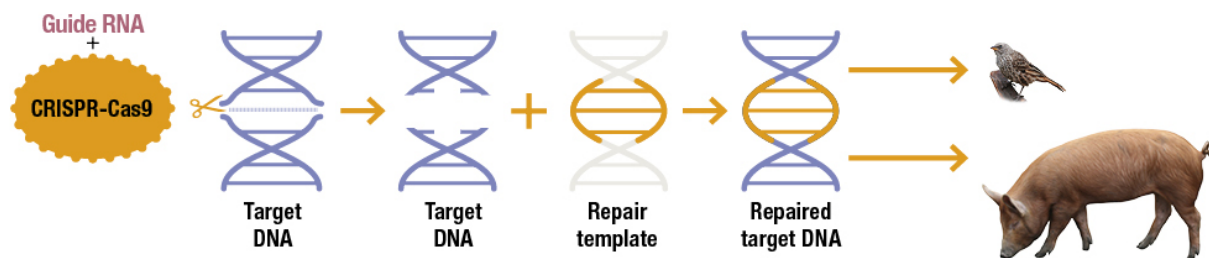 Guide RNA
+
CRISPR-Cas9
Target
DNA
Target
DNA
+
Repair
template
Repaired
target DNA